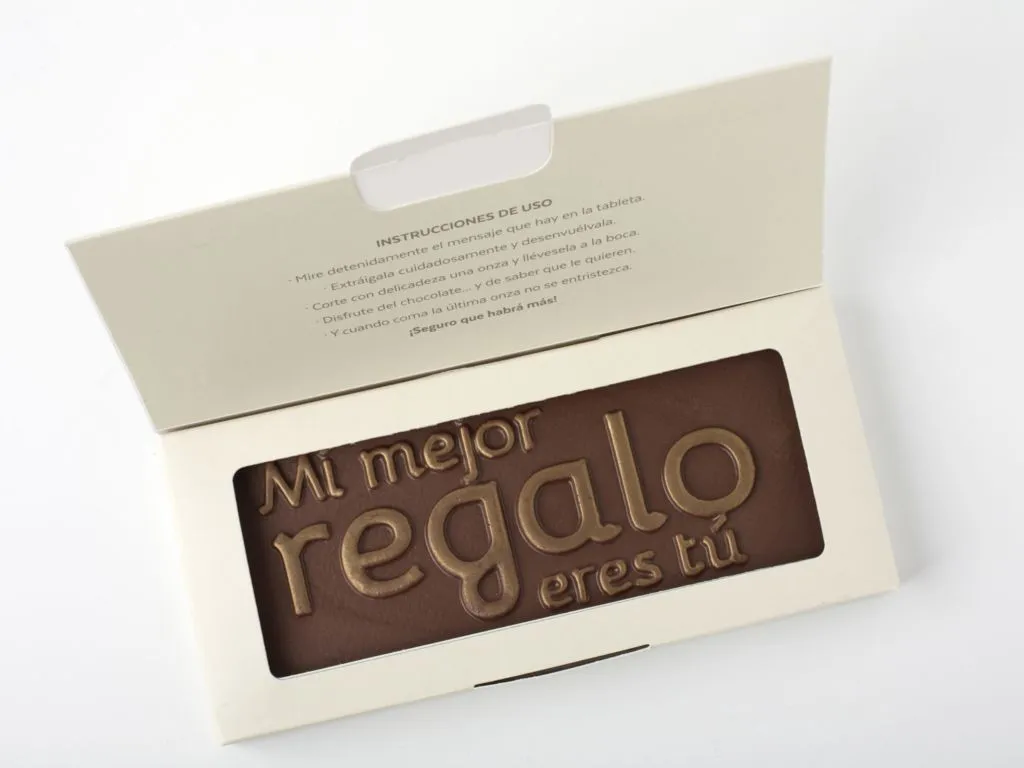 INSTRUCCIONES DE USO
· Mire detenidamente el mensaje que hay en la tableta.
· Extráigala cuidadosamente y desenvuélvala.
· Corte con delicadeza una onza y llévesela a la boca.
· Disfrute del chocolate... y de saber que le quieren.
· Y cuando coma la última onza no se entristezca.
¡Seguro que habrá más!
Mi mejor
regalo
eres tú